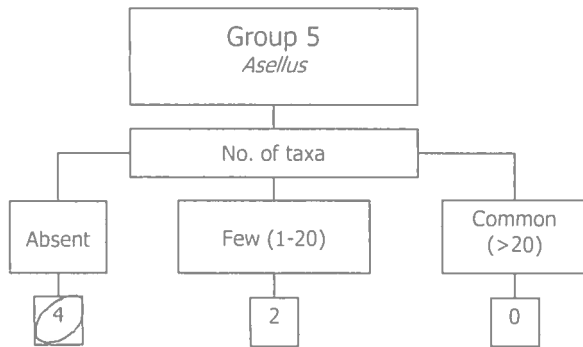 Group 5
Asellus
No. of taxa
Absent
Few (1-20)
Common
(>20)
4
2
0